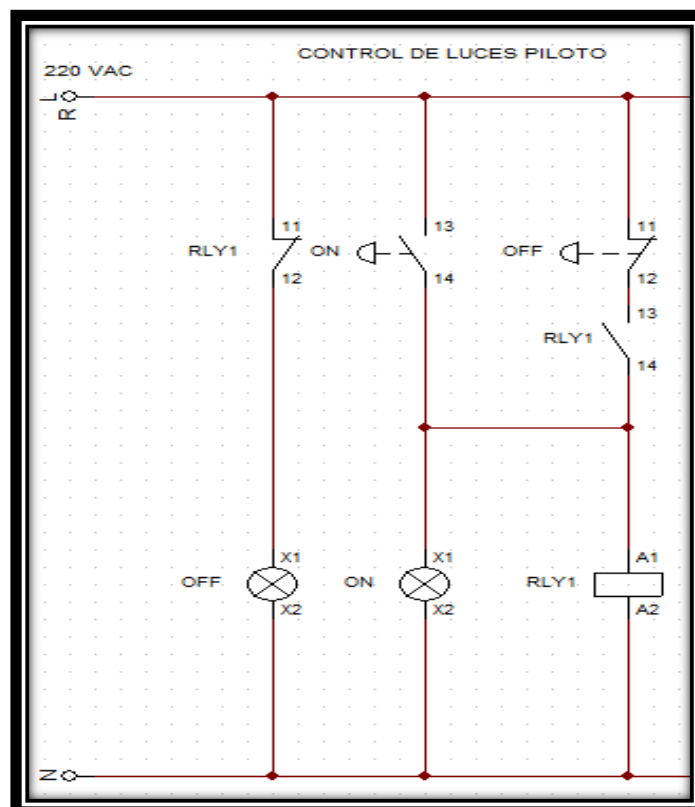 CONTROL DE LUCES PILOTO
220 VAC
L
R
11
13
11
RLY1
ON
OFF
12
14
12
13
RLY1
14
X1
X1
A1
OFF
ON
RLY1
X2
X2
A2
N